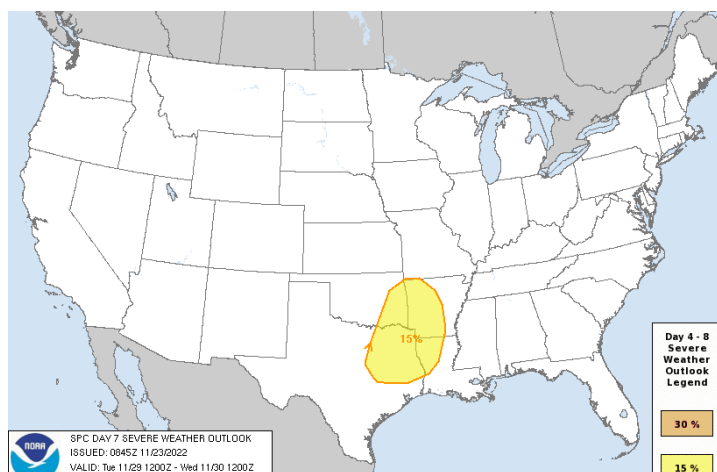 15%
Day 4 - 8
Severe
Weather
Outlook
Legend
30 %
15 %
NOAA
SPC DAY 7 SEVERE WEATHER OUTLOOK
ISSUED: 0845Z 11/23/2022
VALID: Tue 11/29 1200Z - Wed 11/30 1200Z